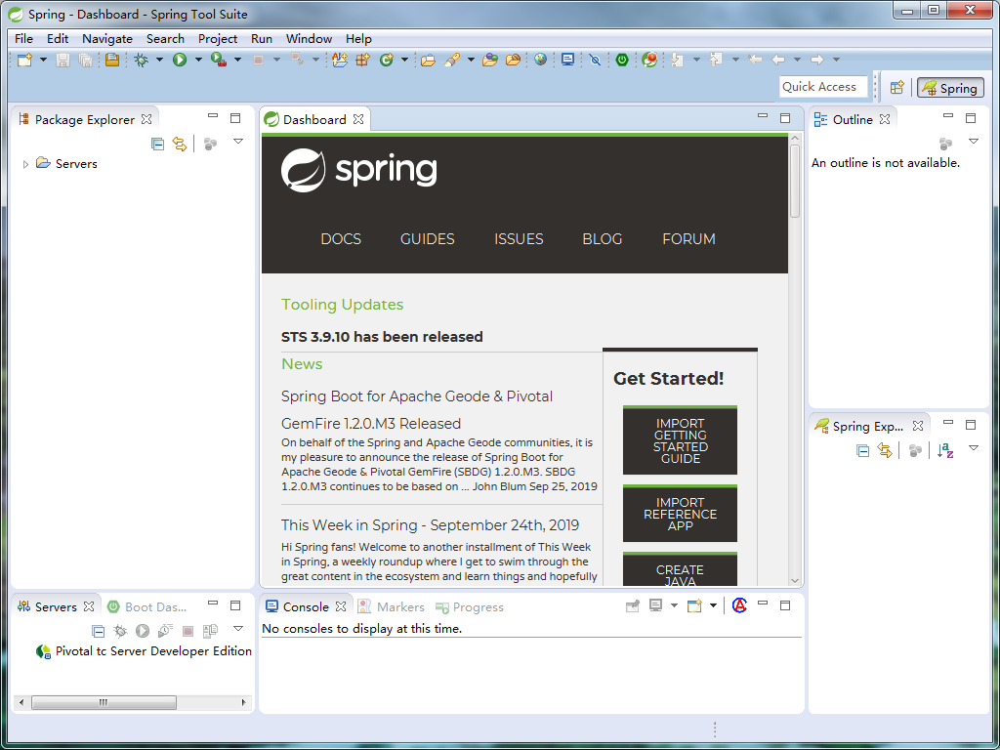 Spring - Dashboard - Spring Tool Suite
File Edit Navigate Search Project Run Window Help
Quick Access
Spring
Package Explorer
Servers
Dashboard
spring
DOCS GUIDES ISSUES BLOG FORUM
Tooling Updates
STS 3.9.10 has been released
News
Spring Boot for Apache Geode & Pivotal
GemFire 1.2.0.M3 Released
On behalf of the Spring and Apache Geode communities, it is
my pleasure to announce the release of Spring Boot for
Apache Geode & Pivotal GemFire (SBDG) 1.2.0.M3. SBDG
1.2.0.M3 continues to be based on ... John Blum Sep 25, 2019
This Week in Spring - September 24th, 2019
Hi Spring fans! Welcome to another installment of This Week
in Spring, a weekly roundup where I get to swim through the
great content in the ecosystem and learn things and hopefully
Get Started!
IMPORT
GETTING
STARTED
GUIDE
IMPORT
REFERENCE
APP
CREATE
JAVA
Outline
An outline is not available.
Spring Exp...
Servers
Boot Das...
Pivotal tc Server Developer Edition
Console Markers Progress
No consoles to display at this time.